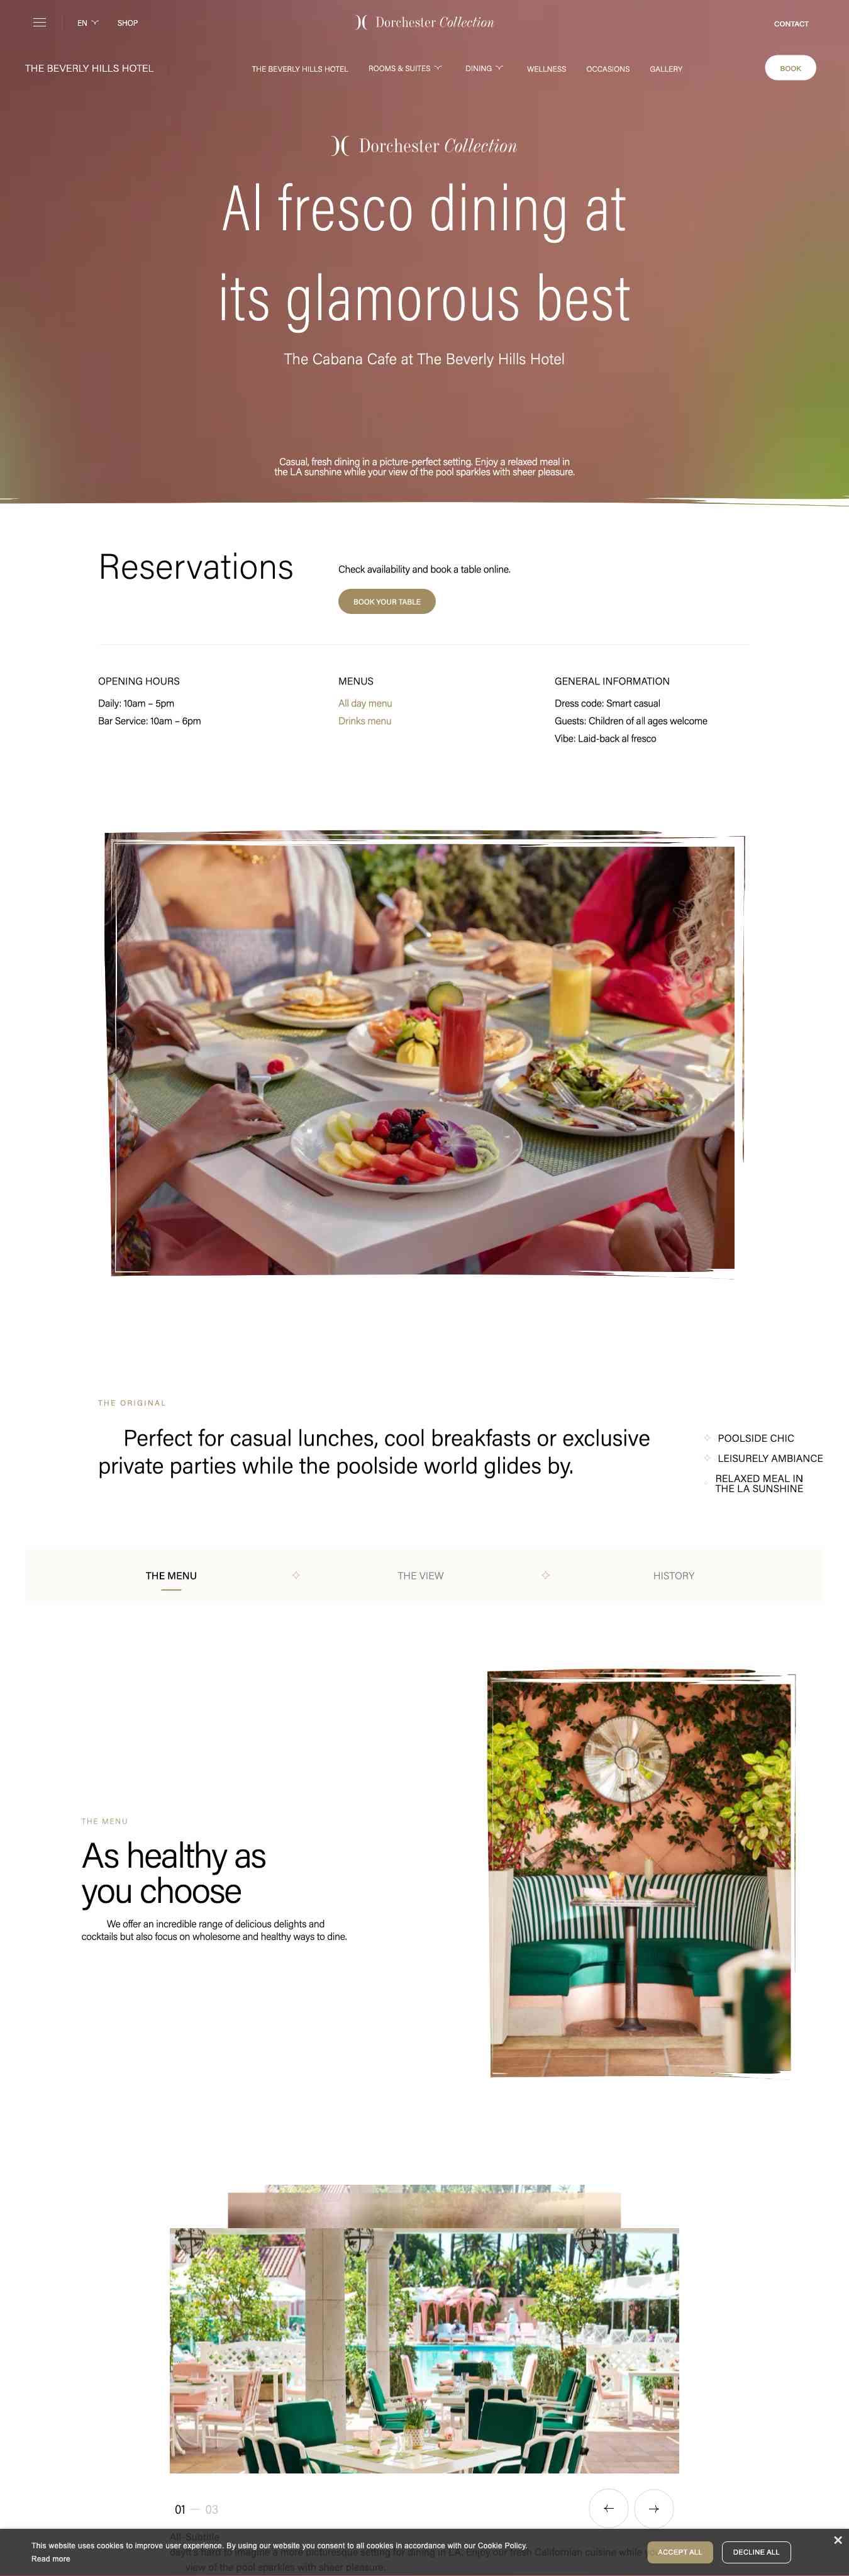 EN
SHOP
Dorchester Collection
CONTACT
THE BEVERLY HILLS HOTEL
THE BEVERLY HILLS HOTEL
ROOMS & SUITES
DINING
WELLNESS
OCCASIONS
GALLERY
BOOK
Dorchester Collection
Al fresco dining at
its glamorous best
The Cabana Cafe at The Beverly Hills Hotel
Casual, fresh dining in a picture-perfect setting. Enjoy a relaxed meal in
the LA sunshine while your view of the pool sparkles with sheer pleasure.
Reservations
Check availability and book a table online.
BOOK YOUR TABLE
OPENING HOURS
Daily: 10am – 5pm
Bar Service: 10am – 6pm
MENUS
All day menu
Drinks menu
GENERAL INFORMATION
Dress code: Smart casual
Guests: Children of all ages welcome
Vibe: Laid-back al fresco
THE ORIGINAL
Perfect for casual lunches, cool breakfasts or exclusive
private parties while the poolside world glides by.
POOLSIDE CHIC
LEISURELY AMBIANCE
RELAXED MEAL IN
THE LA SUNSHINE
THE MENU
THE VIEW
HISTORY
THE MENU
As healthy as
you choose
We offer an incredible range of delicious delights and
cocktails but also focus on wholesome and healthy ways to dine.
01 — 03
This website uses cookies to improve user experience. By using our website you consent to all cookies in accordance with our Cookie Policy.
Read more
ACCEPT ALL
DECLINE ALL
view of the pool sparkles with sheer pleasure.